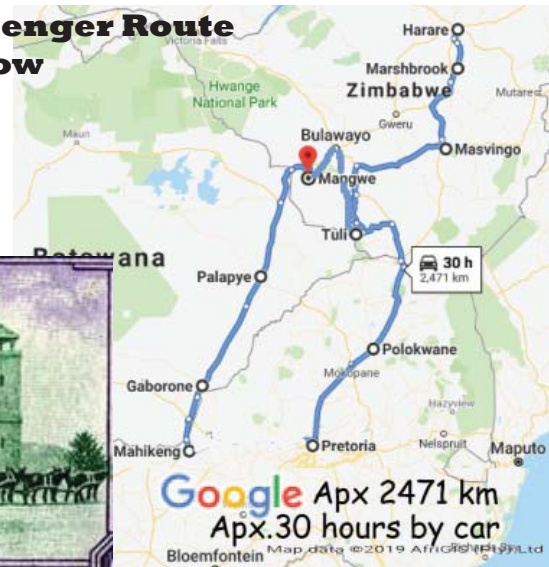 enger Route
ow
Harare
Victoria Falls
Marshbrook
Zimbabwe
Hwange
National Park
Mutare
Gweru
Maun
Bulawayo
Masvingo
Mangwe
Tuli
Botswana
30 h
2,471 km
Palapye
Polokwane
Mokopane
Gaborone
Hazyview
Mahikeng
Pretoria
Nelspruit
Maputo
Google Apx 2471 km
Apx.30 hours by car
Bloemfontein
Map data ©2019 AfriGIS (Pty) Ltd